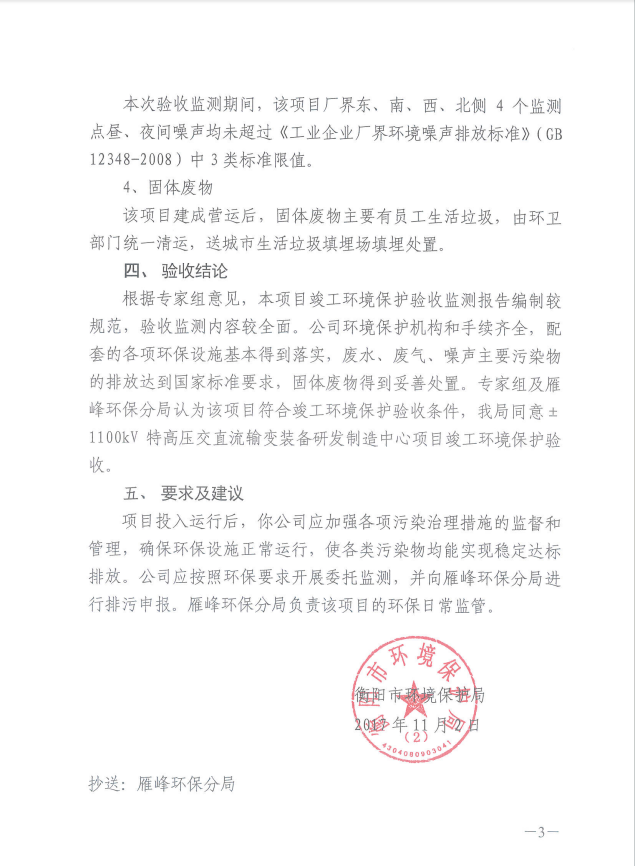 本次验收监测期间，该项目厂界东、南、西、北侧 4 个监测
点昼、夜间噪声均未超过《工业企业厂界环境噪声排放标准》（GB
12348-2008）中 3 类标准限值。
4、固体废物
该项目建成营运后，固体废物主要有员工生活垃圾，由环卫
部门统一清运，送城市生活垃圾填埋场填埋处置。
四、 验收结论
根据专家组意见，本项目竣工环境保护验收监测报告编制较
规范，验收监测内容较全面。公司环境保护机构和手续齐全，配
套的各项环保设施基本得到落实，废水、废气、噪声主要污染物
的排放达到国家标准要求，固体废物得到妥善处置。专家组及雁
峰环保分局认为该项目符合竣工环境保护验收条件，我局同意±
1100kV 特高压交直流输变装备研发制造中心项目竣工环境保护验
收。
五、 要求及建议
项目投入运行后，你公司应加强各项污染治理措施的监督和
管理，确保环保设施正常运行，使各类污染物均能实现稳定达标
排放。公司应按照环保要求开展委托监测，并向雁峰环保分局进
行排污申报。雁峰环保分局负责该项目的环保日常监管。
衡阳市环境保护局
衡阳市环境保护局
年 11 月 2 日
（2）
4304080903041
抄送：雁峰环保分局
—3—